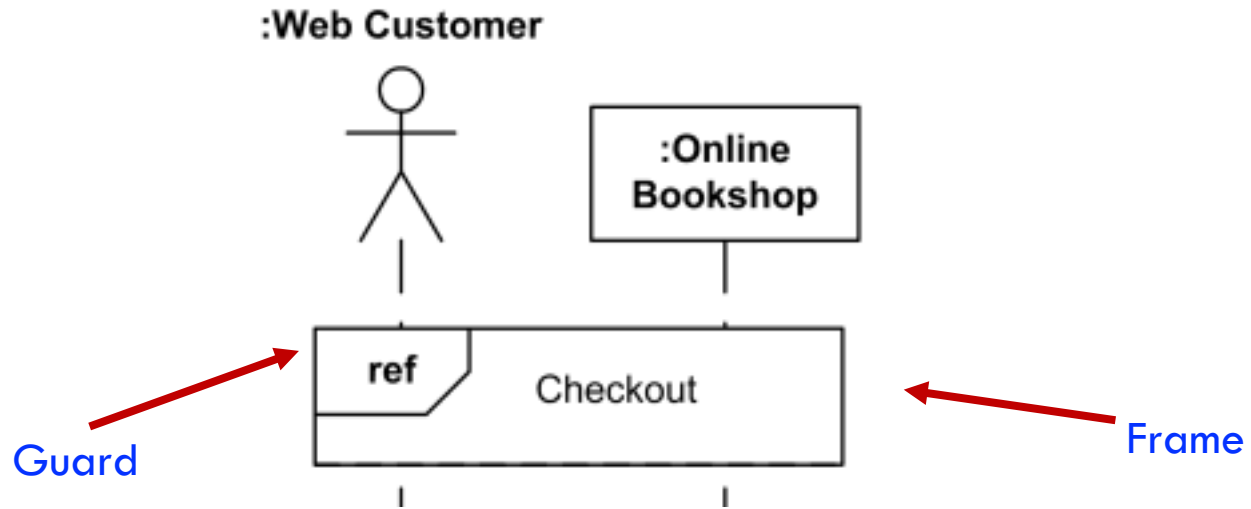 :Web Customer
:Online
Bookshop
ref
Checkout
Guard
Frame